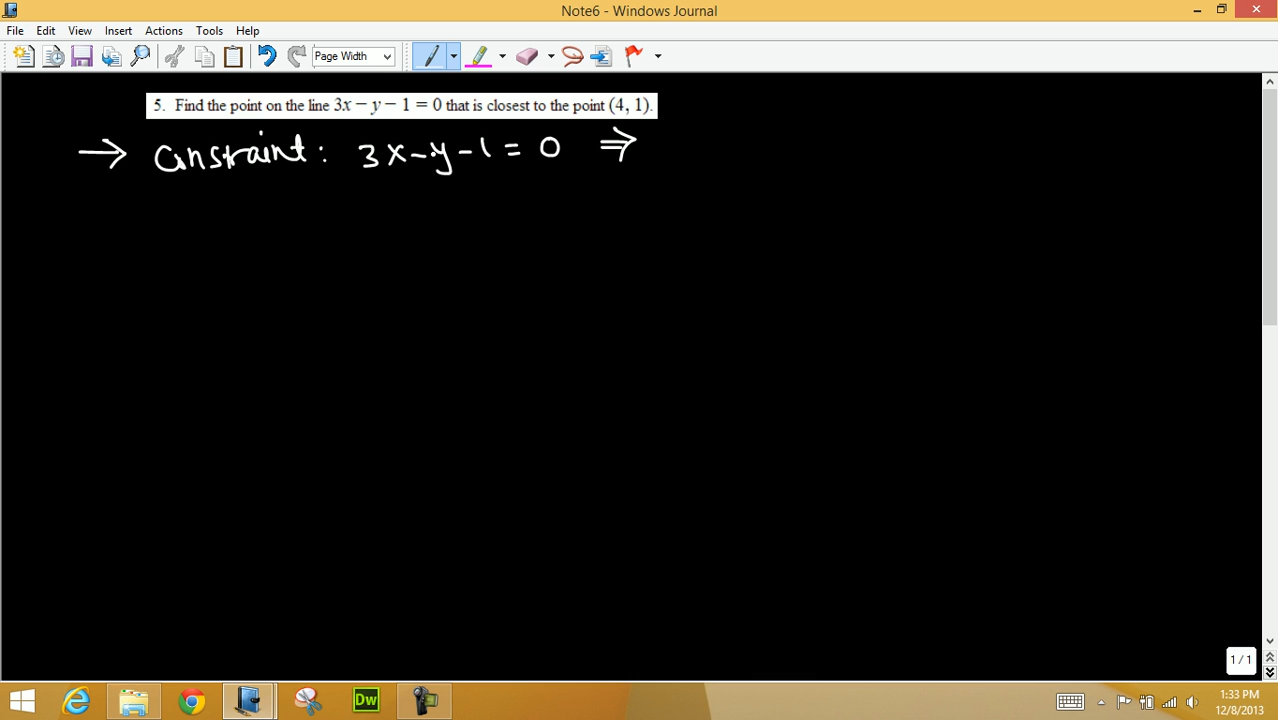 Note6 - Windows Journal
File Edit View Insert Actions Tools Help
Page Width
5. Find the point on the line 3x − y − 1 = 0 that is closest to the point (4, 1).
→ Constraint: 3x-y-1 = 0 ⇒
1 / 1
Dw
1:33 PM
12/8/2013